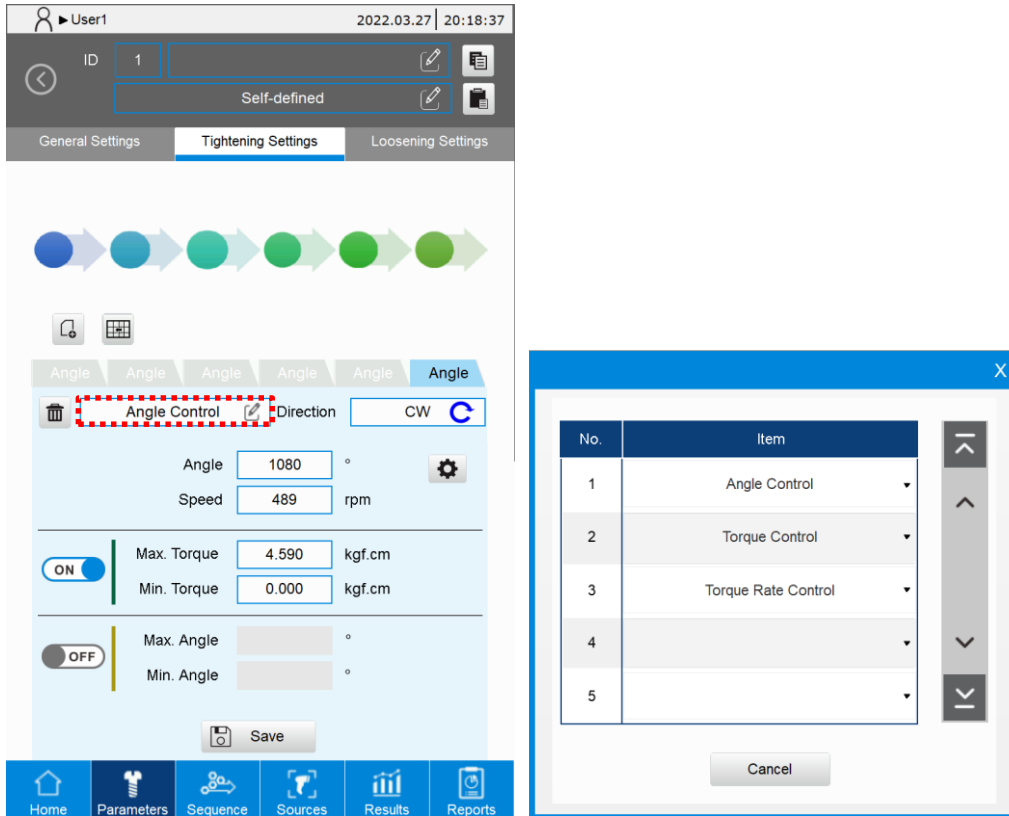 ►User1 2022.03.27 20:18:37
ID 1
Self-defined
General Settings Tightening Settings Loosening Settings
Angle Angle Angle Angle Angle Angle
Angle Control Direction CW
Angle 1080 °
Speed 489 rpm
ON
Max. Torque 4.590 kgf.cm
Min. Torque 0.000 kgf.cm
OFF
Max. Angle °
Min. Angle °
Save
Home Parameters Sequence Sources Results Reports
X
No. Item
1 Angle Control
2 Torque Control
3 Torque Rate Control
4
5
Cancel